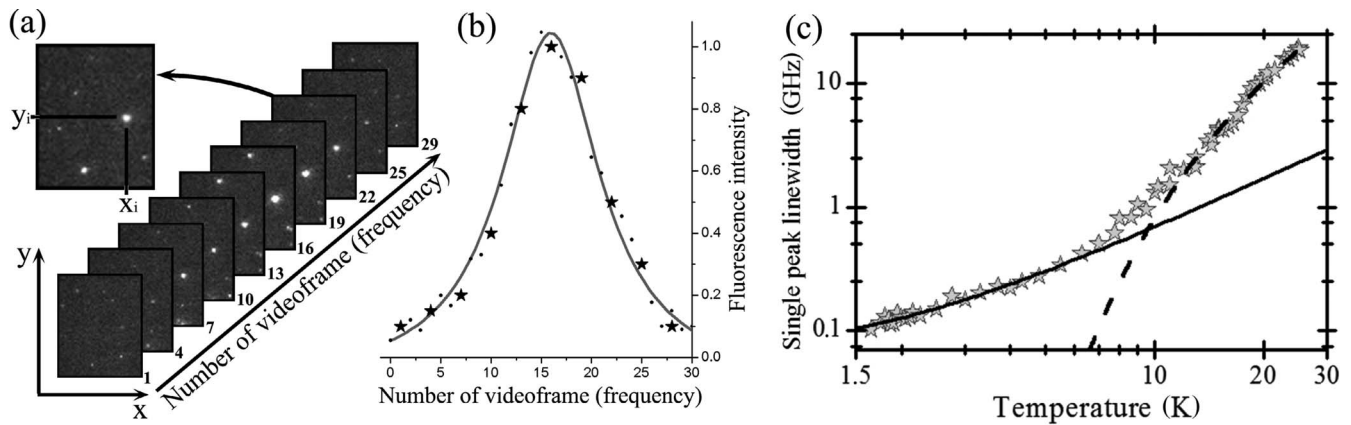 (a)
yi
xi
y
x
1
4
7
10
13
16
19
22
25
29
Number of videoframe (frequency)
(b)
1.0
0.8
0.6
0.4
0.2
0.0
Fluorescence intensity
0 5 10 15 20 25 30
Number of videoframe (frequency)
(c)
Single peak linewidth (GHz)
10
1
0.1
1.5 10 20 30
Temperature (K)